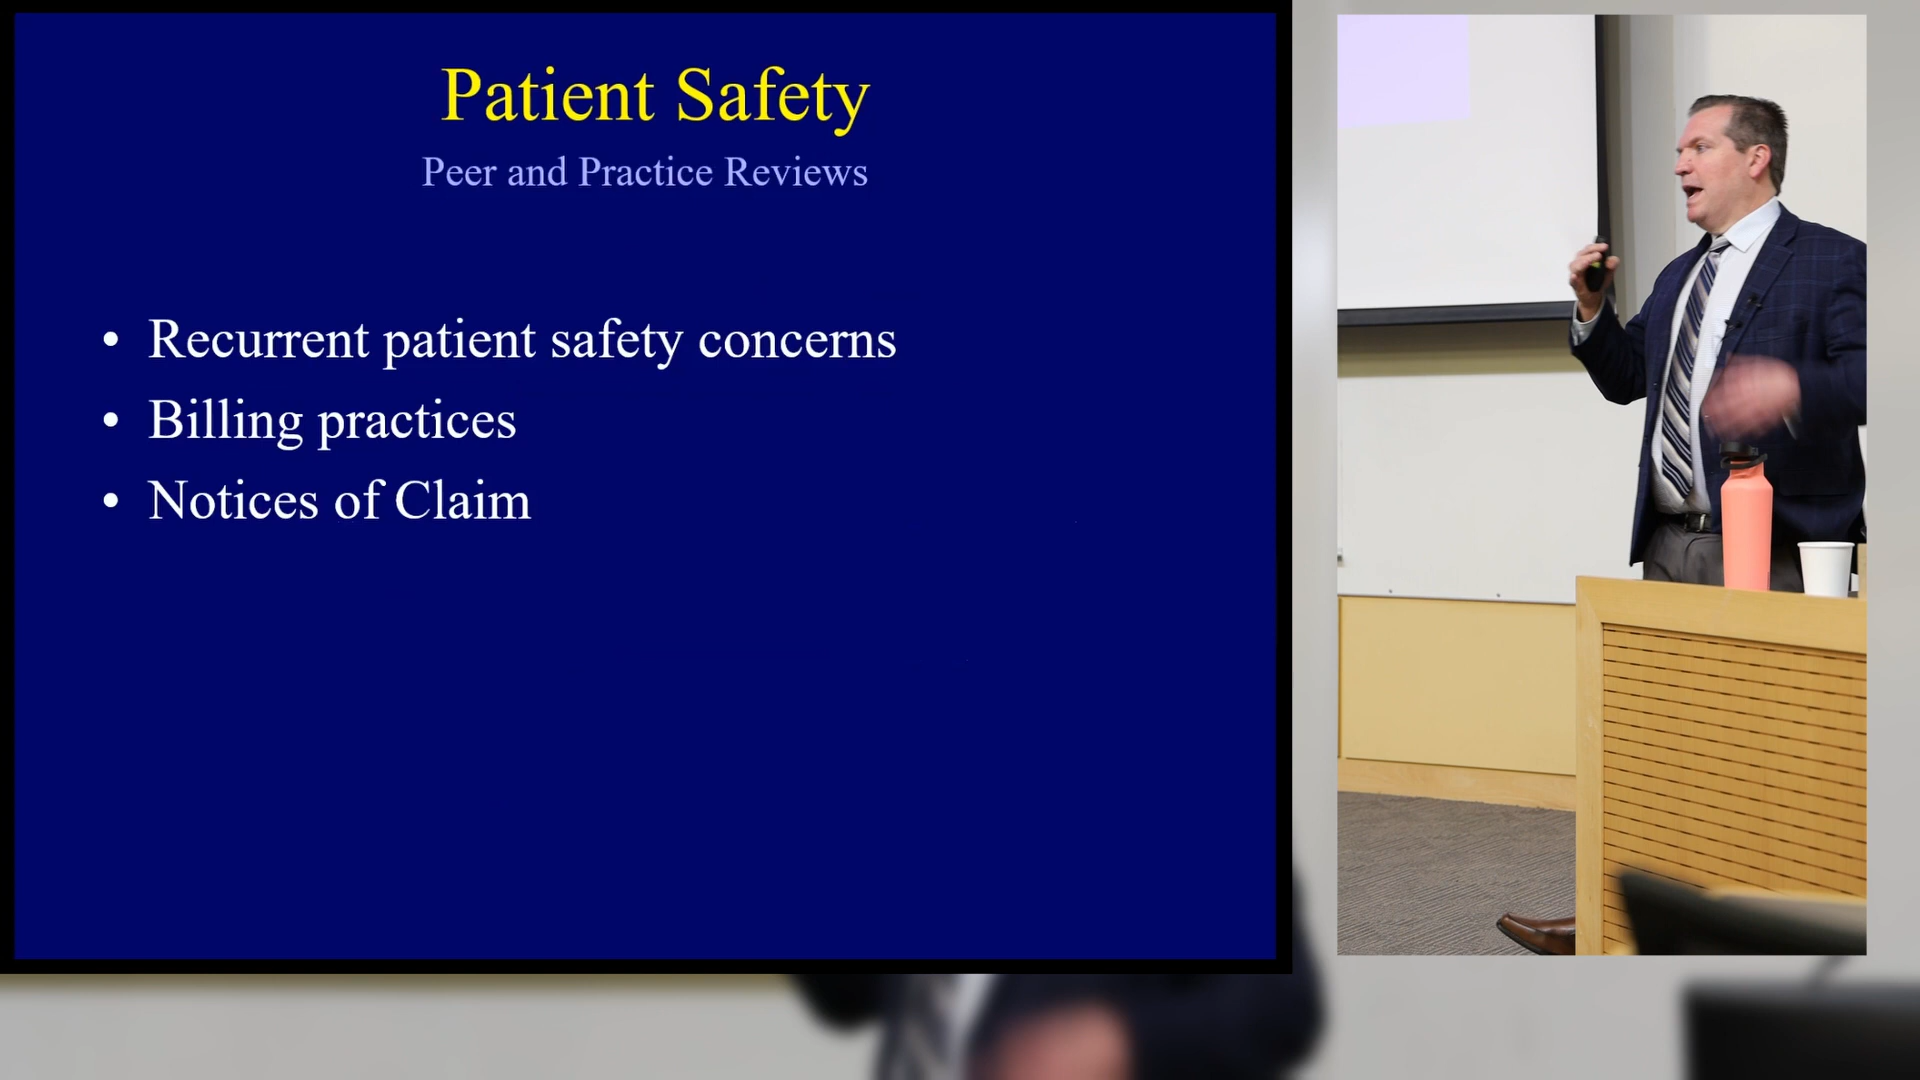 Patient Safety
Peer and Practice Reviews
• Recurrent patient safety concerns
• Billing practices
• Notices of Claim